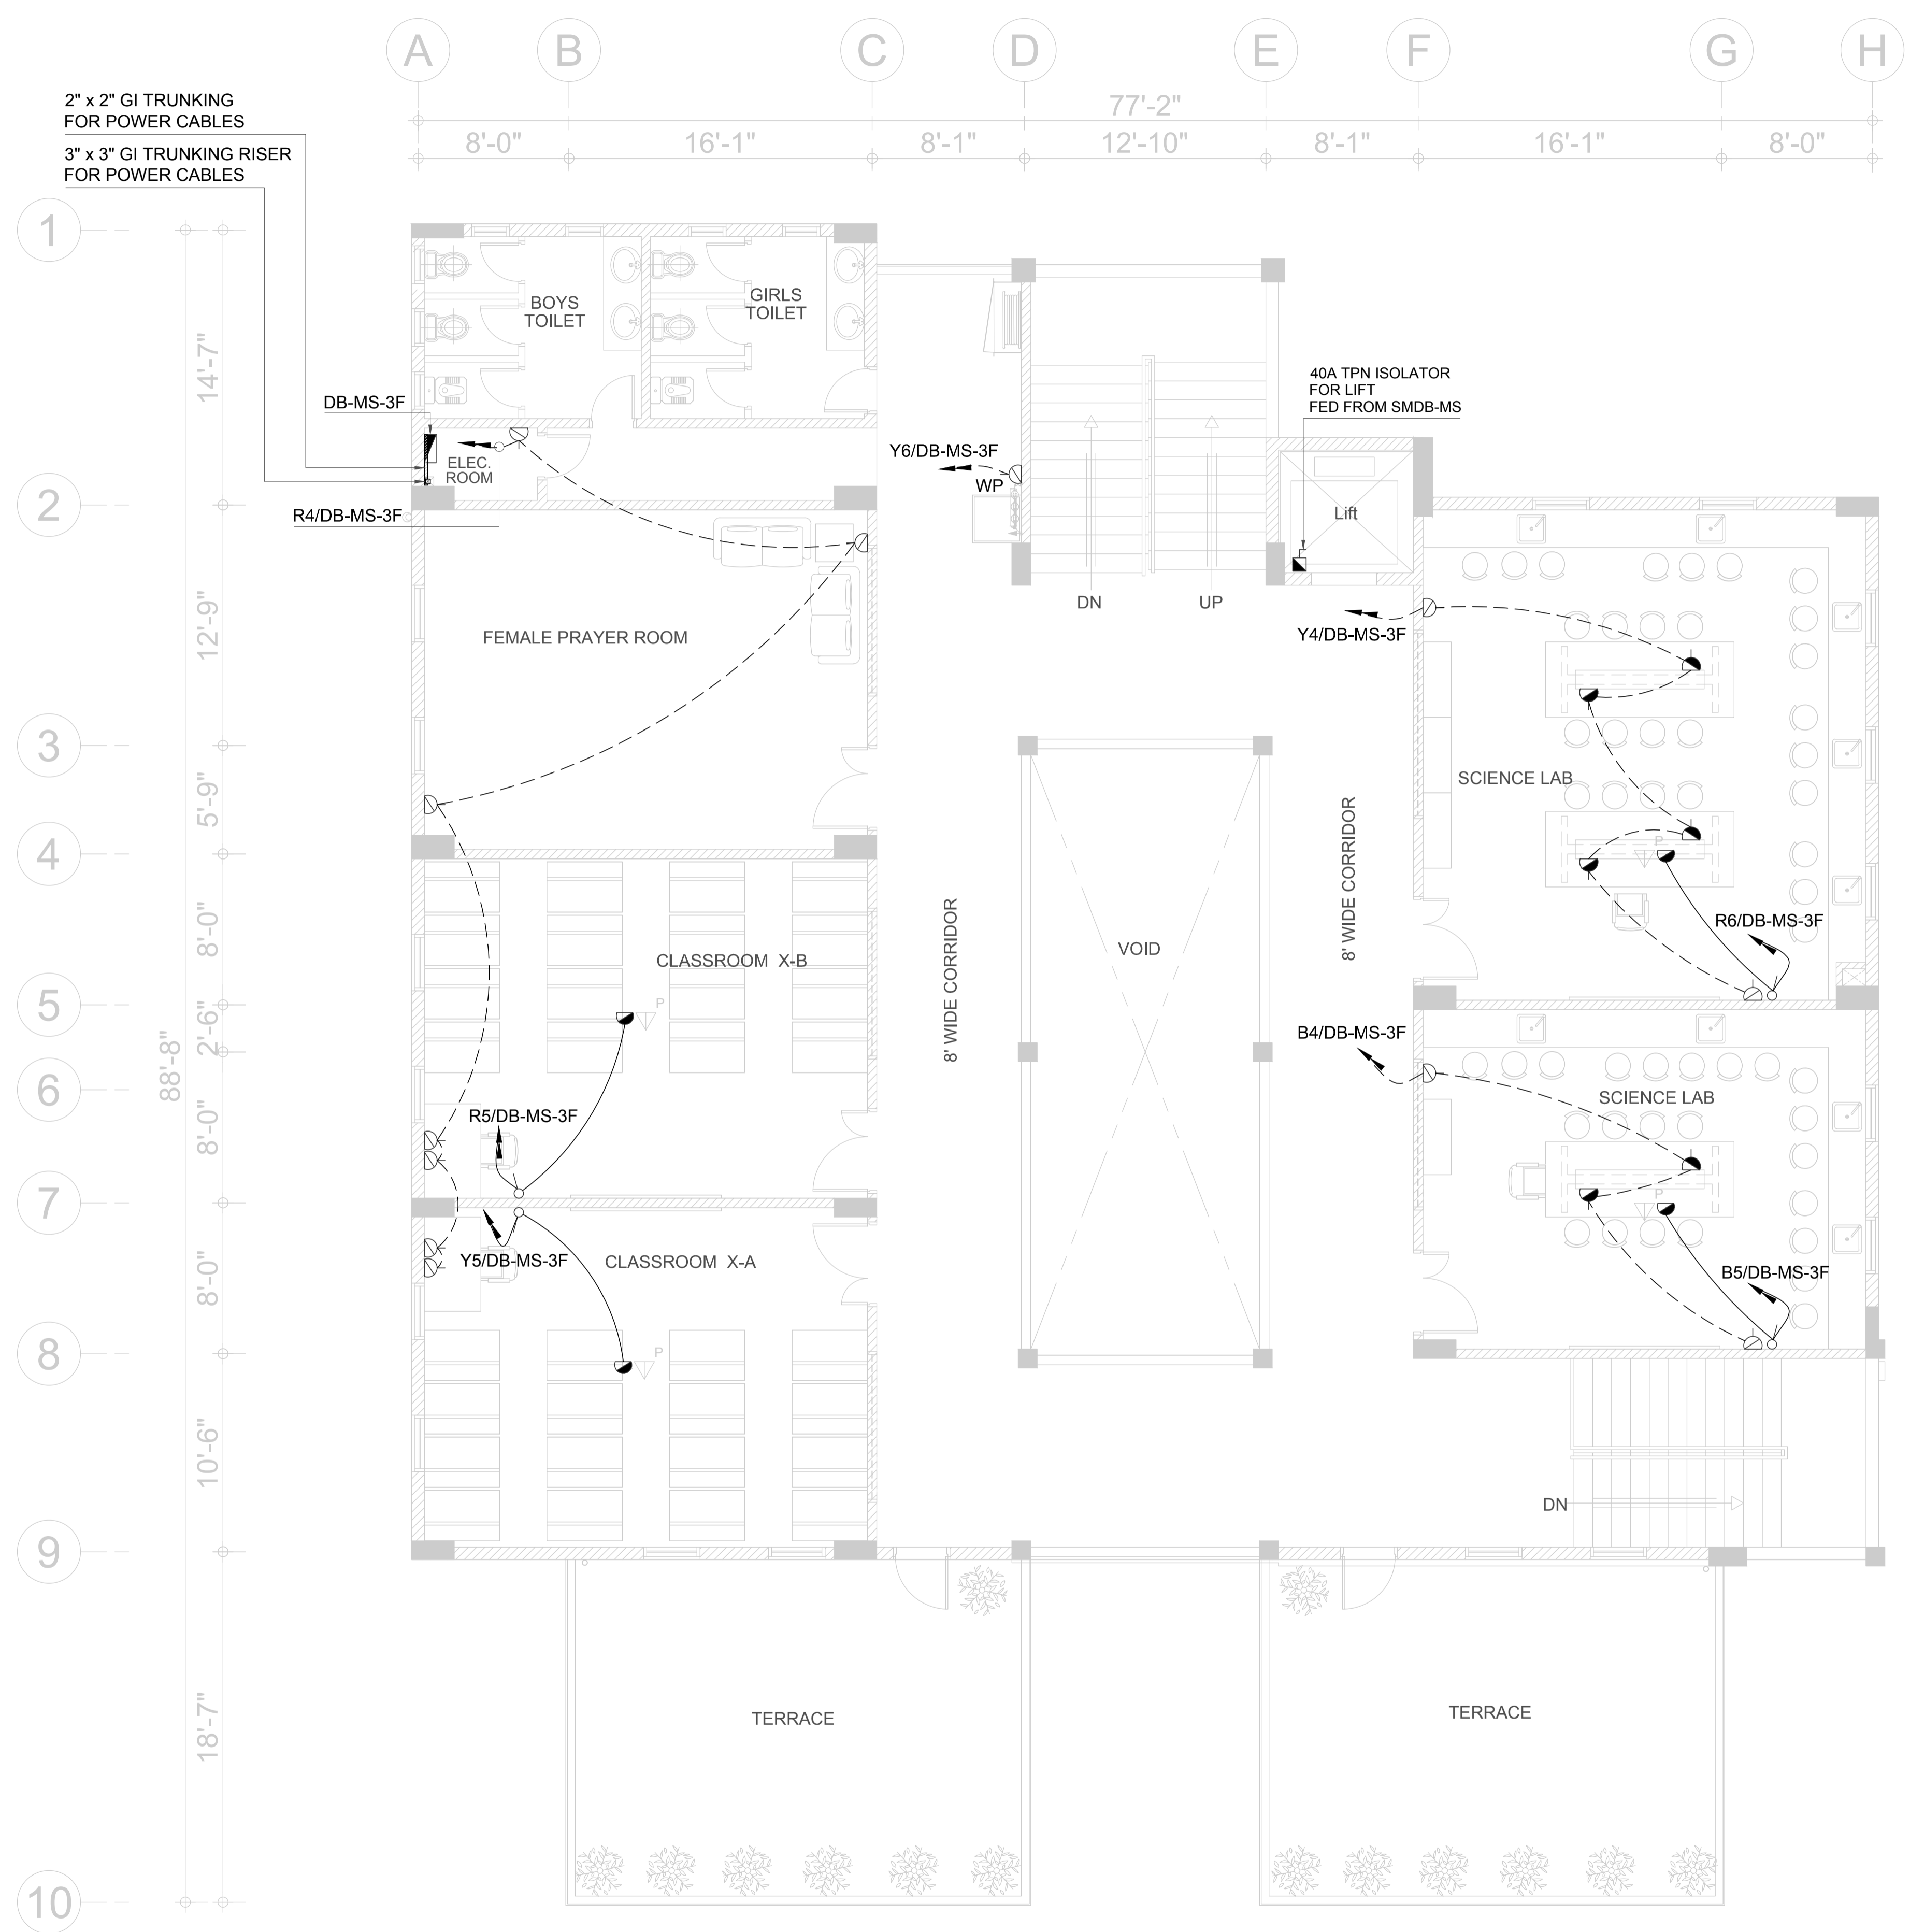 A
B
C
D
E
F
G
H
77'-2"
8'-0"
16'-1"
8'-1"
12'-10"
8'-1"
16'-1"
8'-0"
2" x 2" GI TRUNKING
FOR POWER CABLES
3" x 3" GI TRUNKING RISER
FOR POWER CABLES
1
2
3
4
5
6
7
8
9
10
88'-8"
14'-7"
12'-9"
5'-9"
8'-0"
2'-6"
8'-0"
8'-0"
10'-6"
18'-7"
BOYS
TOILET
GIRLS
TOILET
DB-MS-3F
ELEC.
ROOM
R4/DB-MS-3F
Y6/DB-MS-3F
WP
40A TPN ISOLATOR
FOR LIFT
FED FROM SMDB-MS
Lift
DN
UP
FEMALE PRAYER ROOM
Y4/DB-MS-3F
SCIENCE LAB
P
R6/DB-MS-3F
8' WIDE CORRIDOR
VOID
8' WIDE CORRIDOR
CLASSROOM X-B
P
R5/DB-MS-3F
B4/DB-MS-3F
SCIENCE LAB
P
B5/DB-MS-3F
Y5/DB-MS-3F
CLASSROOM X-A
P
DN
TERRACE
TERRACE